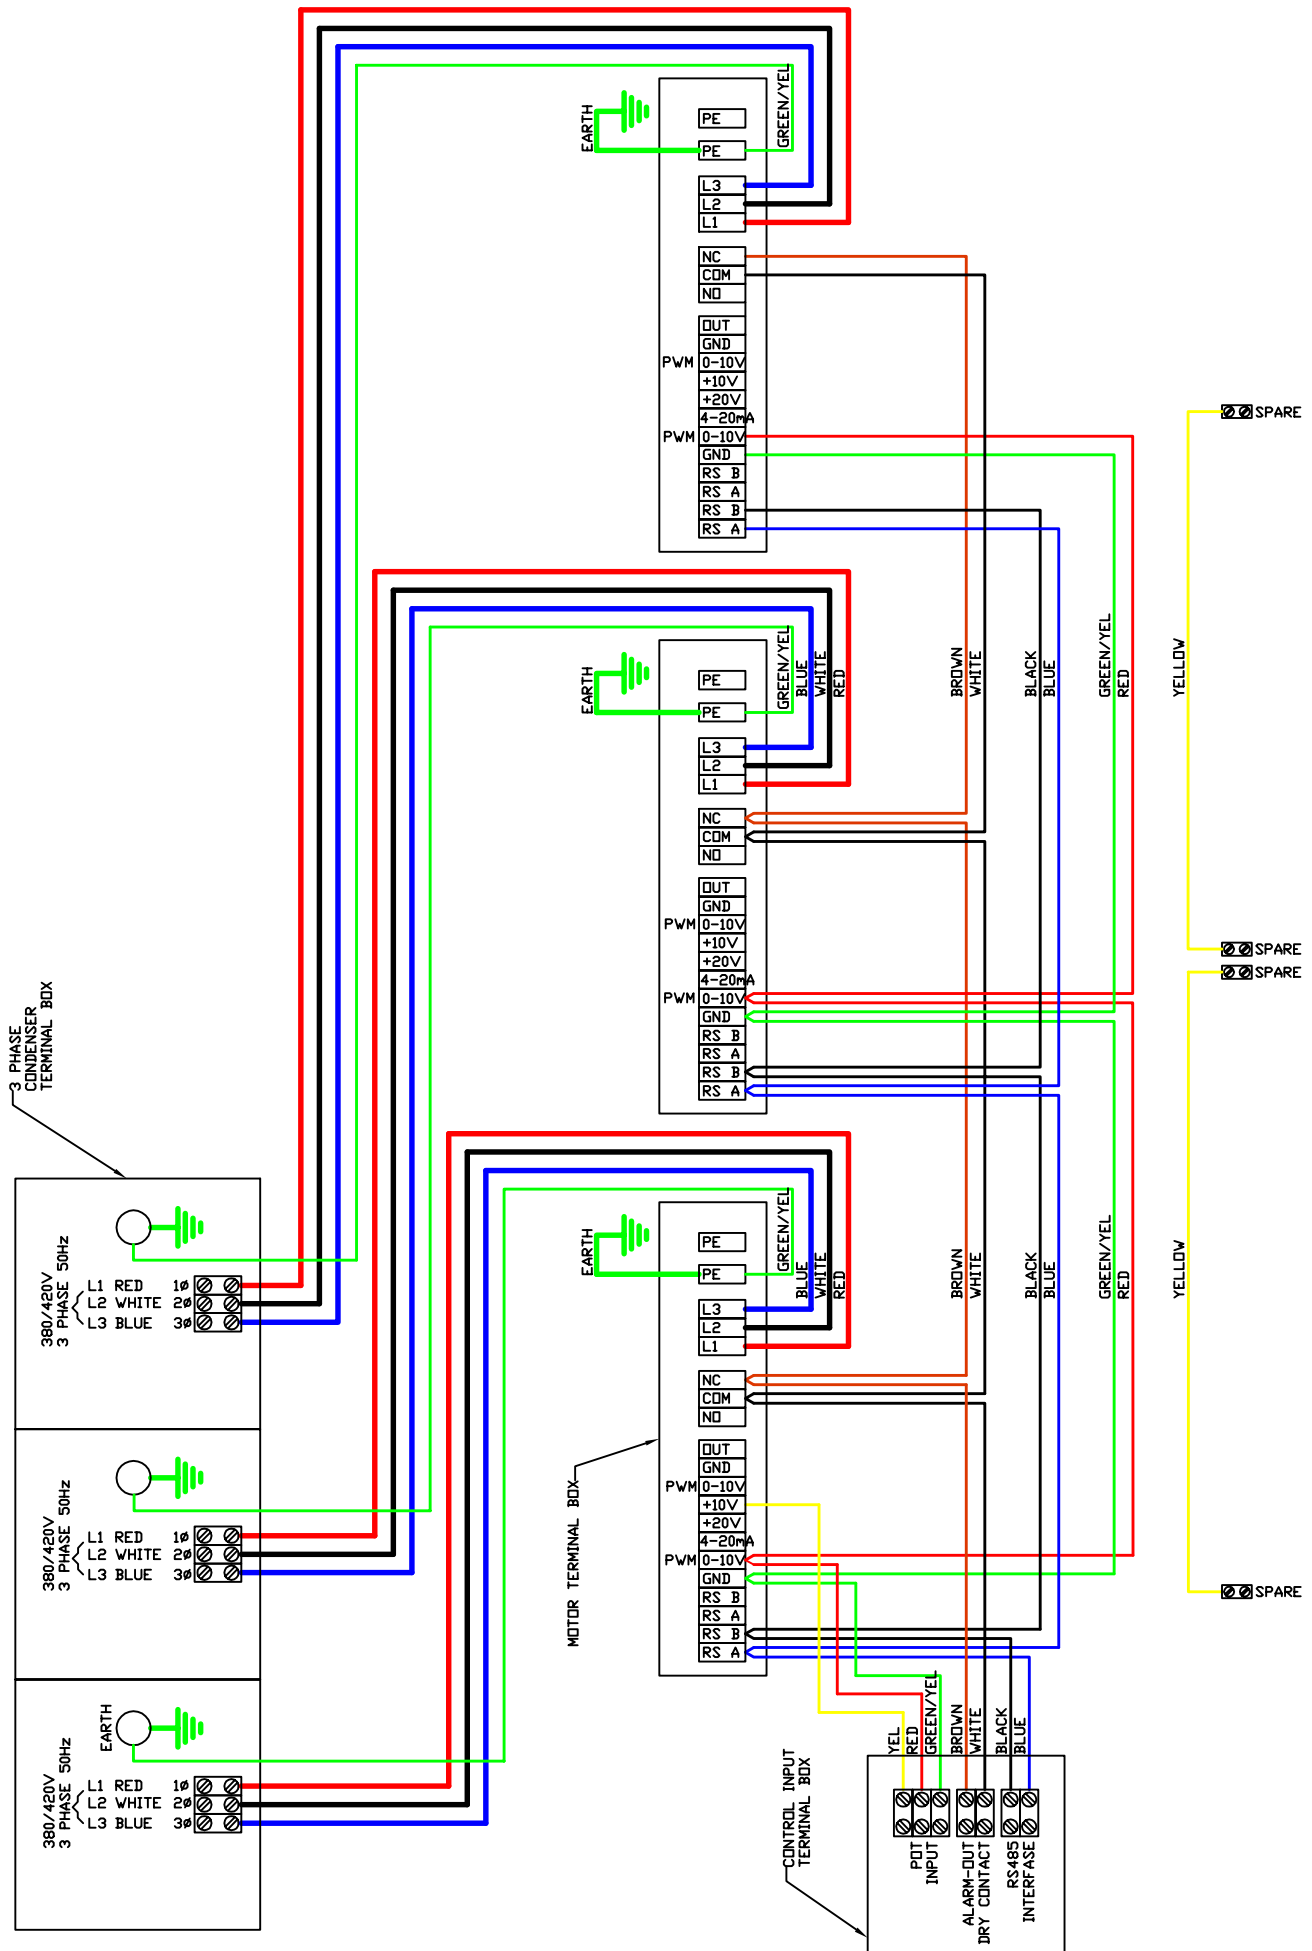 EARTH
PE
PE
GREEN/YEL
L3
L2
L1
NC
COM
NO
OUT
GND
PWM 0-10V
+10V
+20V
4-20mA
PWM 0-10V
GND
RS B
RS A
RS B
RS A
SPARE
EARTH
PE
PE
GREEN/YEL
BLUE
WHITE
RED
BROWN
WHITE
BLACK
BLUE
GREEN/YEL
RED
YELLOW
L3
L2
L1
NC
COM
NO
OUT
GND
PWM 0-10V
+10V
+20V
4-20mA
PWM 0-10V
GND
RS B
RS A
RS B
RS A
SPARE
SPARE
3 PHASE
CONDENSER
TERMINAL BOX
EARTH
PE
PE
GREEN/YEL
BLUE
WHITE
RED
BROWN
WHITE
BLACK
BLUE
GREEN/YEL
RED
YELLOW
L3
L2
L1
NC
COM
NO
OUT
GND
PWM 0-10V
+10V
+20V
4-20mA
PWM 0-10V
GND
RS B
RS A
RS B
RS A
SPARE
MOTOR TERMINAL BOX
380/420V
3 PHASE 50Hz
L1 RED 1Ø
L2 WHITE 2Ø
L3 BLUE 3Ø
380/420V
3 PHASE 50Hz
L1 RED 1Ø
L2 WHITE 2Ø
L3 BLUE 3Ø
EARTH
380/420V
3 PHASE 50Hz
L1 RED 1Ø
L2 WHITE 2Ø
L3 BLUE 3Ø
YEL
RED
GREEN/YEL
BROWN
WHITE
BLACK
BLUE
CONTROL INPUT
TERMINAL BOX
POT
INPUT
ALARM-OUT
DRY CONTACT
RS485
INTERFASE